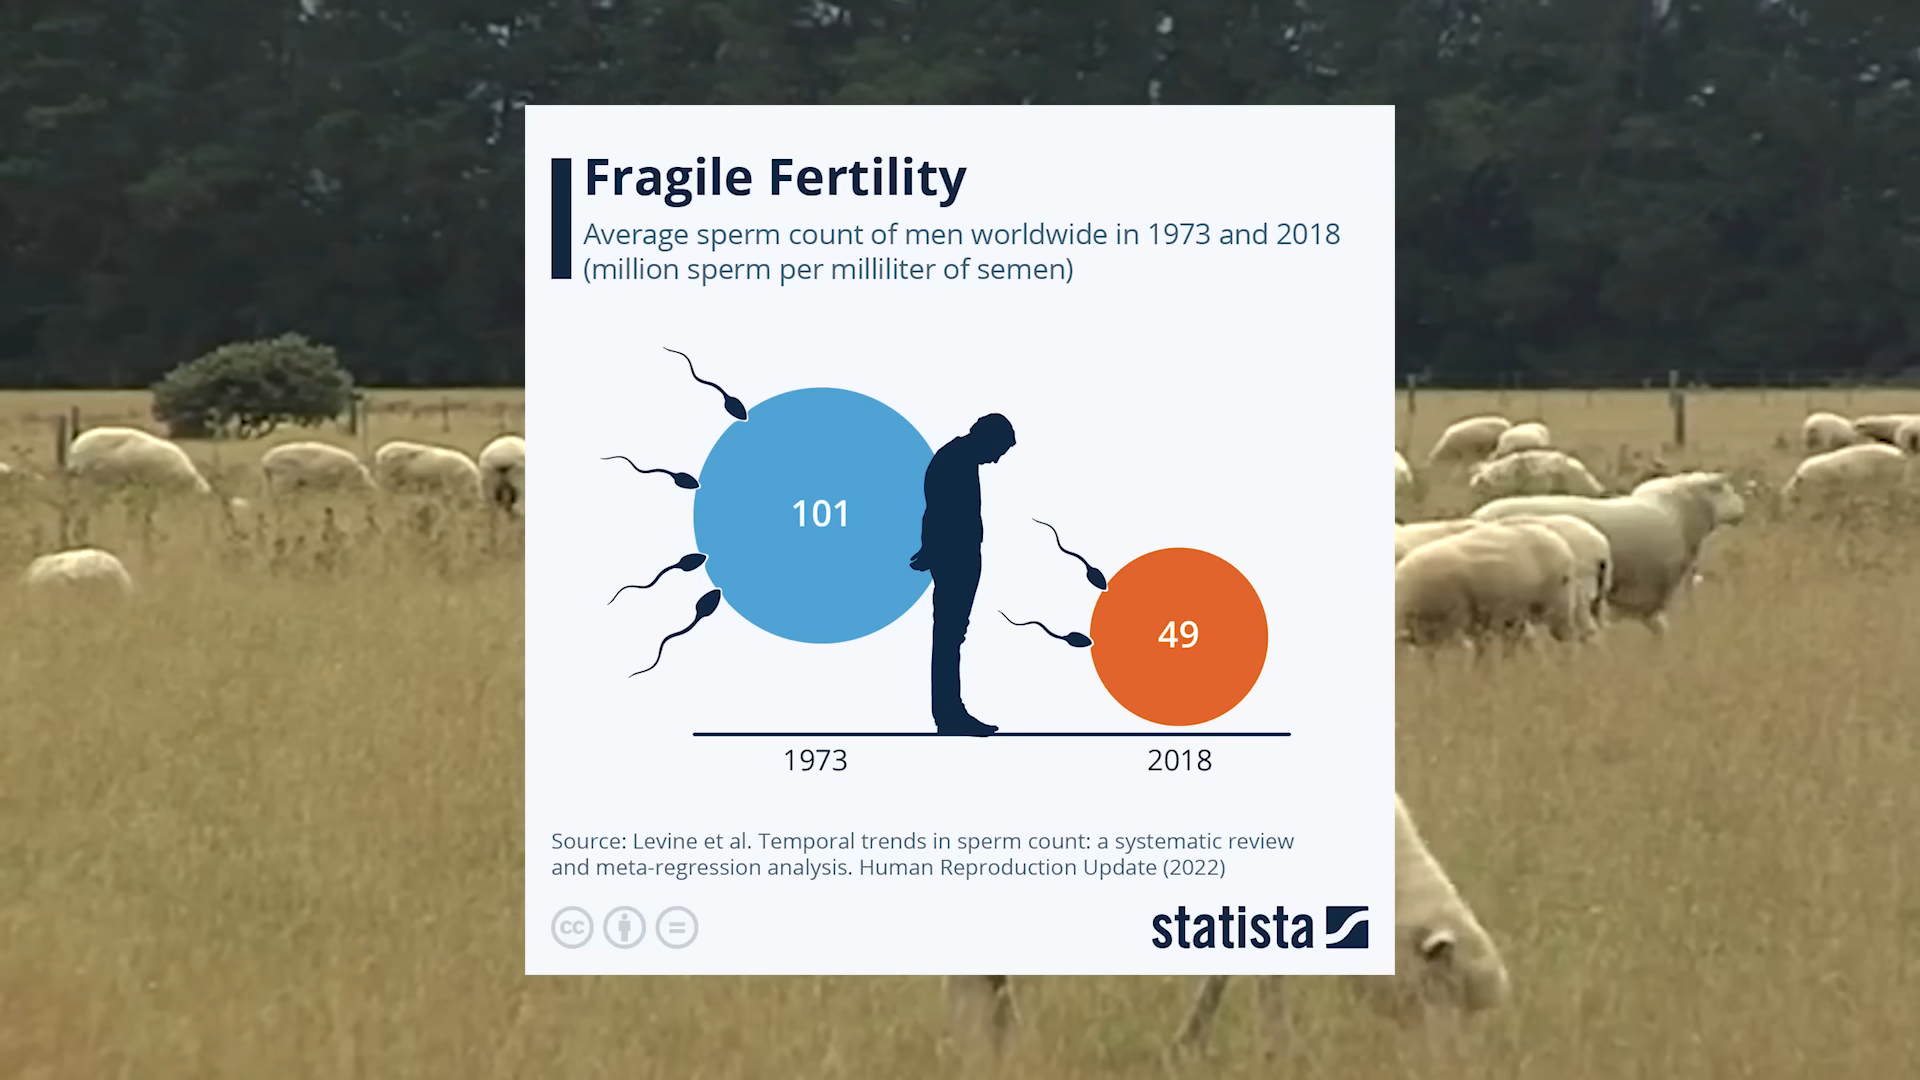 Fragile Fertility
Average sperm count of men worldwide in 1973 and 2018
(million sperm per milliliter of semen)
101
49
1973
2018
Source: Levine et al. Temporal trends in sperm count: a systematic review
and meta-regression analysis. Human Reproduction Update (2022)
cc
statista